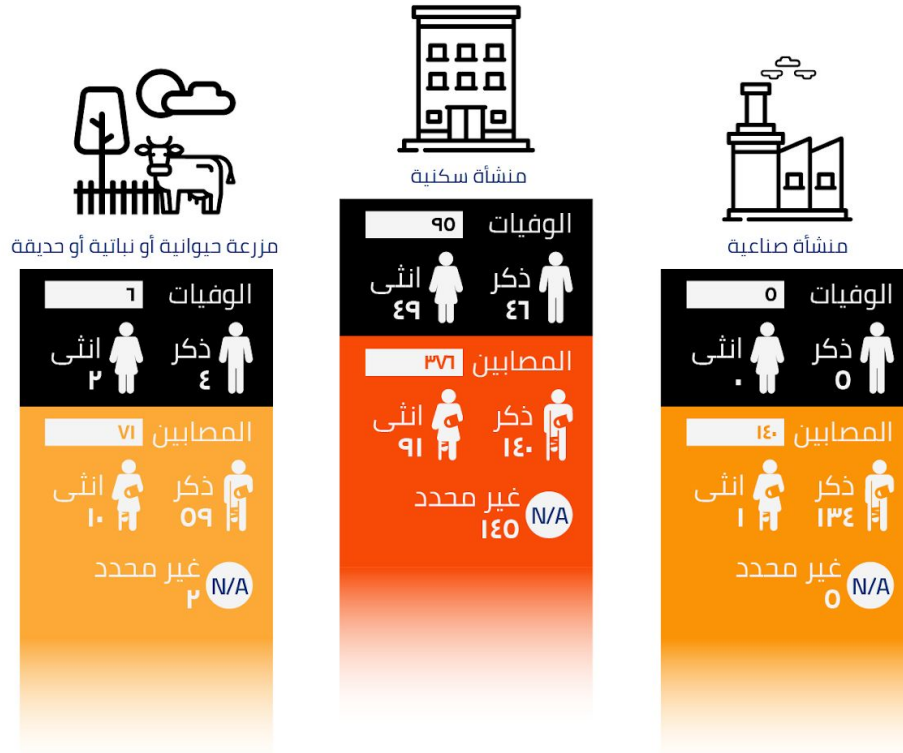 منشأة صناعية
الوفيات ٥
ذكر ٥
انثى ٠
المصابين ١٤٠
ذكر ١٣٤
انثى ١
غير محدد ٥
N/A
منشأة سكنية
الوفيات ٩٥
ذكر ٤٦
انثى ٤٩
المصابين ٣٧٦
ذكر ١٤٠
انثى ٩١
غير محدد ١٤٥
N/A
مزرعة حيوانية أو نباتية أو حديقة
الوفيات ٦
ذكر ٤
انثى ٢
المصابين ٧١
ذكر ٥٩
انثى ١٠
غير محدد ٢
N/A